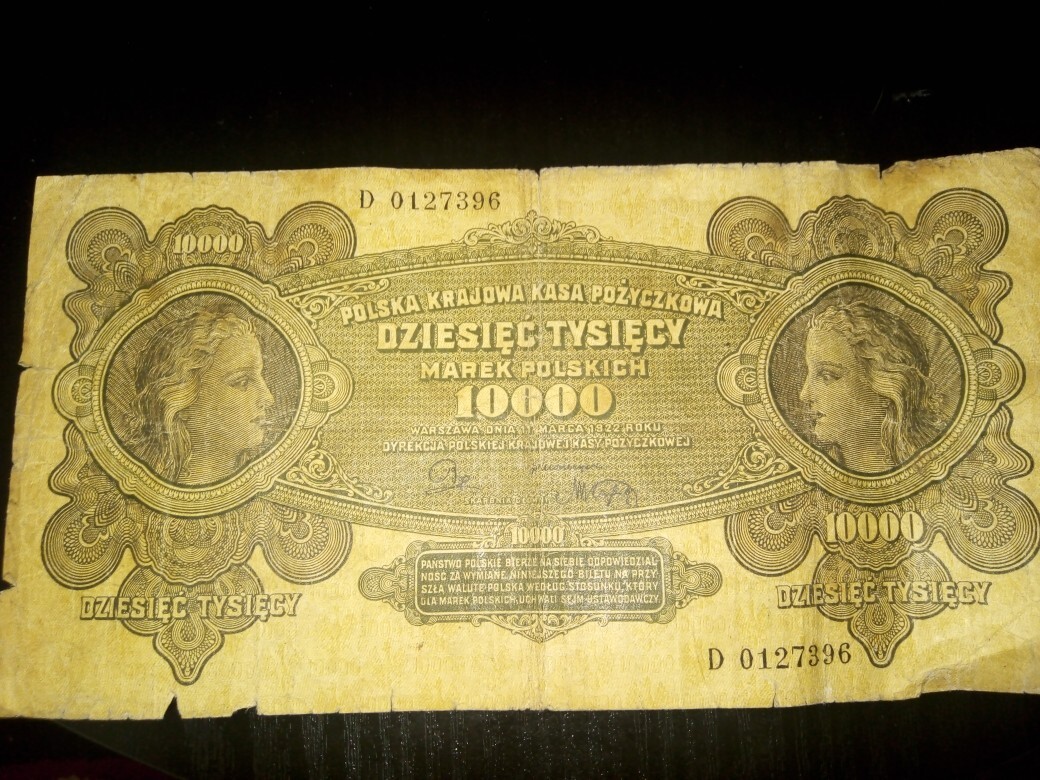 D 0127396
10000
POLSKA KRAJOWA KASA POŻYCZKOWA
DZIESIĘĆ TYSIĘCY
MAREK POLSKICH
10000
WARSZAWA DNIA 11 MARCA 1922 ROKU
DYREKCJA POLSKIEJ KRAJOWEJ KASY POŻYCZKOWEJ
10000
10000
PAŃSTWO POLSKIE BIERZE NA SIEBIE ODPOWIEDZIAL-
NOŚĆ ZA WYMIANĘ NINIEJSZEGO BILETU NA PRZY-
SZŁĄ WALUTĘ POLSKĄ WEDŁUG STOSUNKU, KTÓRY
DLA MAREK POLSKICH UCHWALI SEJM USTAWODAWCZY
DZIESIĘĆ TYSIĘCY
DZIESIĘĆ TYSIĘCY
D 0127396